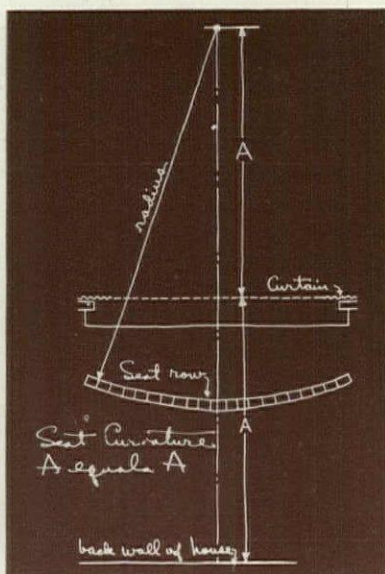 A
radius
Curtain
Seat row
A
Seat Curvature
A equals A
back wall of house